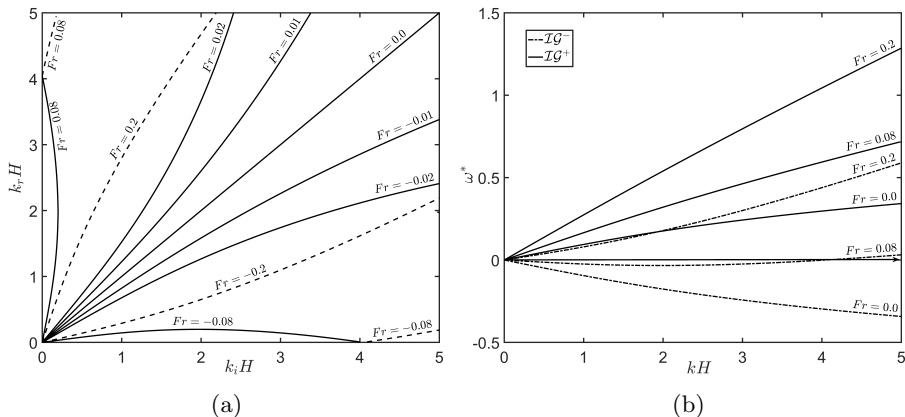 5
4
3
2
1
0
0
1
2
3
4
5
k_r H
k_i H
Fr = 0.08
Fr = 0.08
Fr = 0.2
Fr = 0.02
Fr = 0.01
Fr = 0.0
Fr = −0.01
Fr = −0.02
Fr = −0.2
Fr = −0.08
Fr = −0.08
(a)
1.5
1
0.5
0
-0.5
0
1
2
3
4
5
ω*
kH
IG⁻
IG⁺
Fr = 0.2
Fr = 0.08
Fr = 0.2
Fr = 0.0
Fr = 0.08
Fr = 0.0
(b)